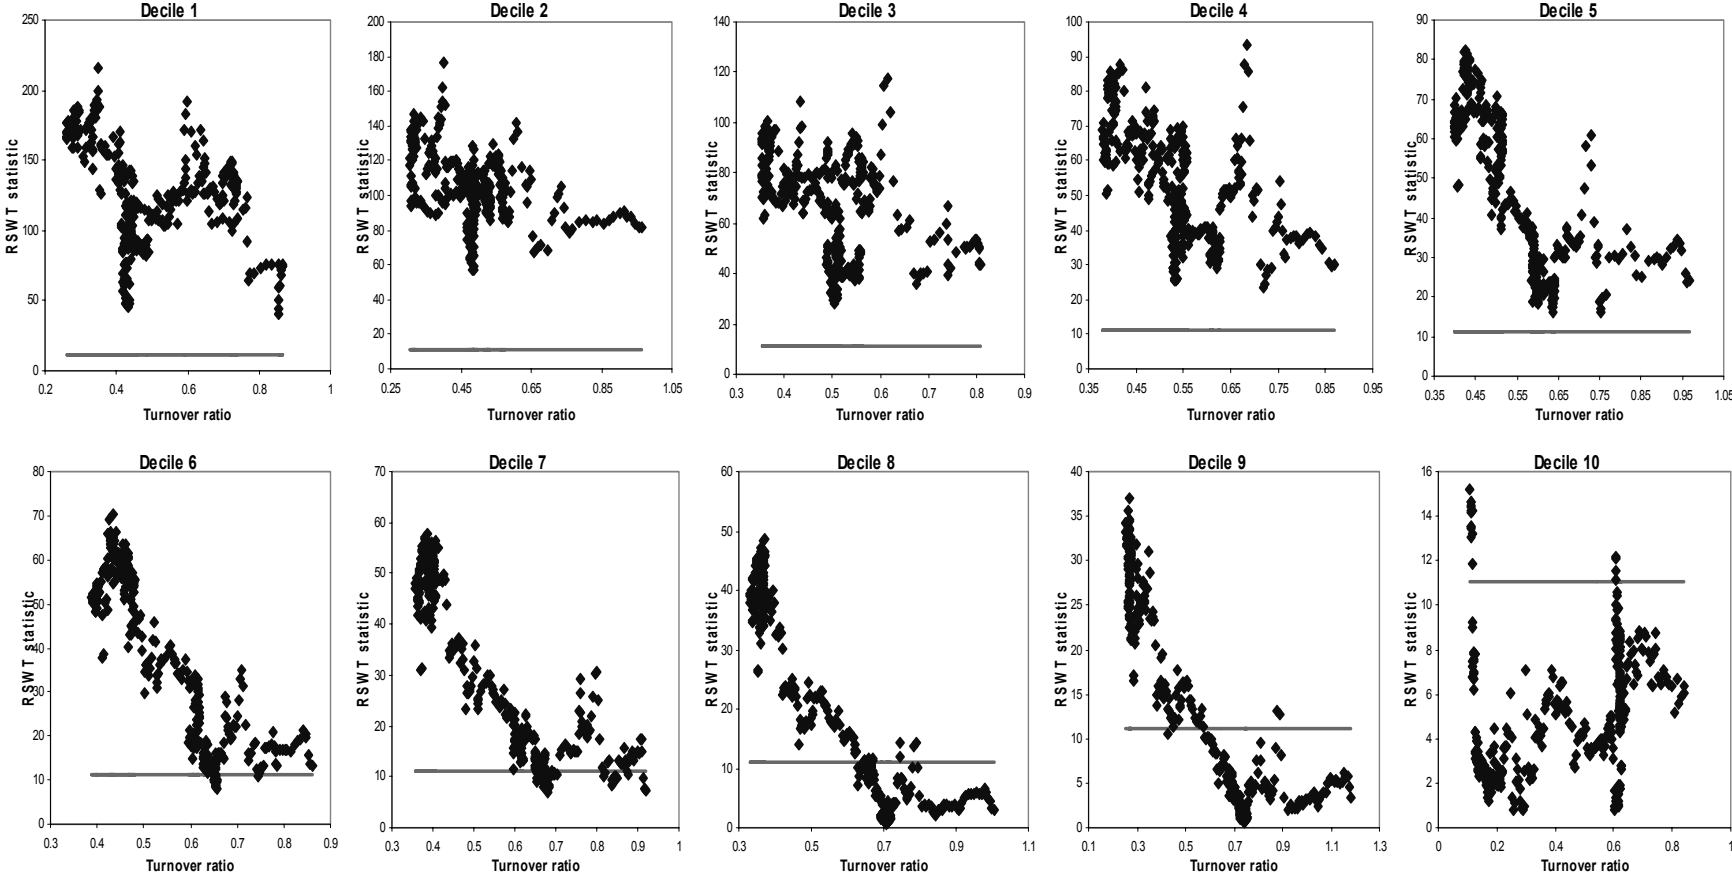 Decile 1
250
200
150
100
50
0
0.2 0.4 0.6 0.8 1
RSWT statistic
Turnover ratio
Decile 2
200
180
160
140
120
100
80
60
40
20
0
0.25 0.45 0.65 0.85 1.05
RSWT statistic
Turnover ratio
Decile 3
140
120
100
80
60
40
20
0
0.3 0.4 0.5 0.6 0.7 0.8 0.9
RSWT statistic
Turnover ratio
Decile 4
100
90
80
70
60
50
40
30
20
10
0
0.35 0.45 0.55 0.65 0.75 0.85 0.95
RSWT statistic
Turnover ratio
Decile 5
90
80
70
60
50
40
30
20
10
0
0.35 0.45 0.55 0.65 0.75 0.85 0.95 1.05
RSWT statistic
Turnover ratio
Decile 6
80
70
60
50
40
30
20
10
0
0.3 0.4 0.5 0.6 0.7 0.8 0.9
RSWT statistic
Turnover ratio
Decile 7
70
60
50
40
30
20
10
0
0.3 0.4 0.5 0.6 0.7 0.8 0.9 1
RSWT statistic
Turnover ratio
Decile 8
60
50
40
30
20
10
0
0.3 0.5 0.7 0.9 1.1
RSWT statistic
Turnover ratio
Decile 9
40
35
30
25
20
15
10
5
0
0.1 0.3 0.5 0.7 0.9 1.1 1.3
RSWT statistic
Turnover ratio
Decile 10
16
14
12
10
8
6
4
2
0
0 0.2 0.4 0.6 0.8 1
RSWT statistic
Turnover ratio